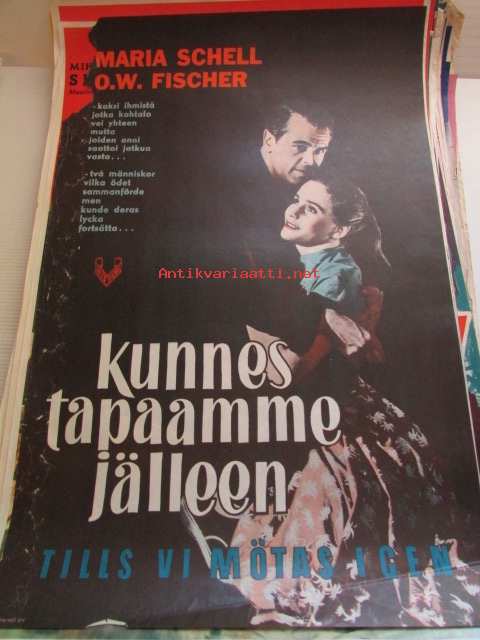 MARIA SCHELL
O.W. FISCHER
-kaksi ihmistä
jotka kohtalo
vei yhteen
mutta
joiden onni
saattoi jatkua
vasta...
-två människor
vilka ödet
sammanförde
men
kunde deras
lycka
fortsätta...
Antikvariaatti.net
kunnes
tapaamme
jälleen
TILLS VI MÖTAS IGEN